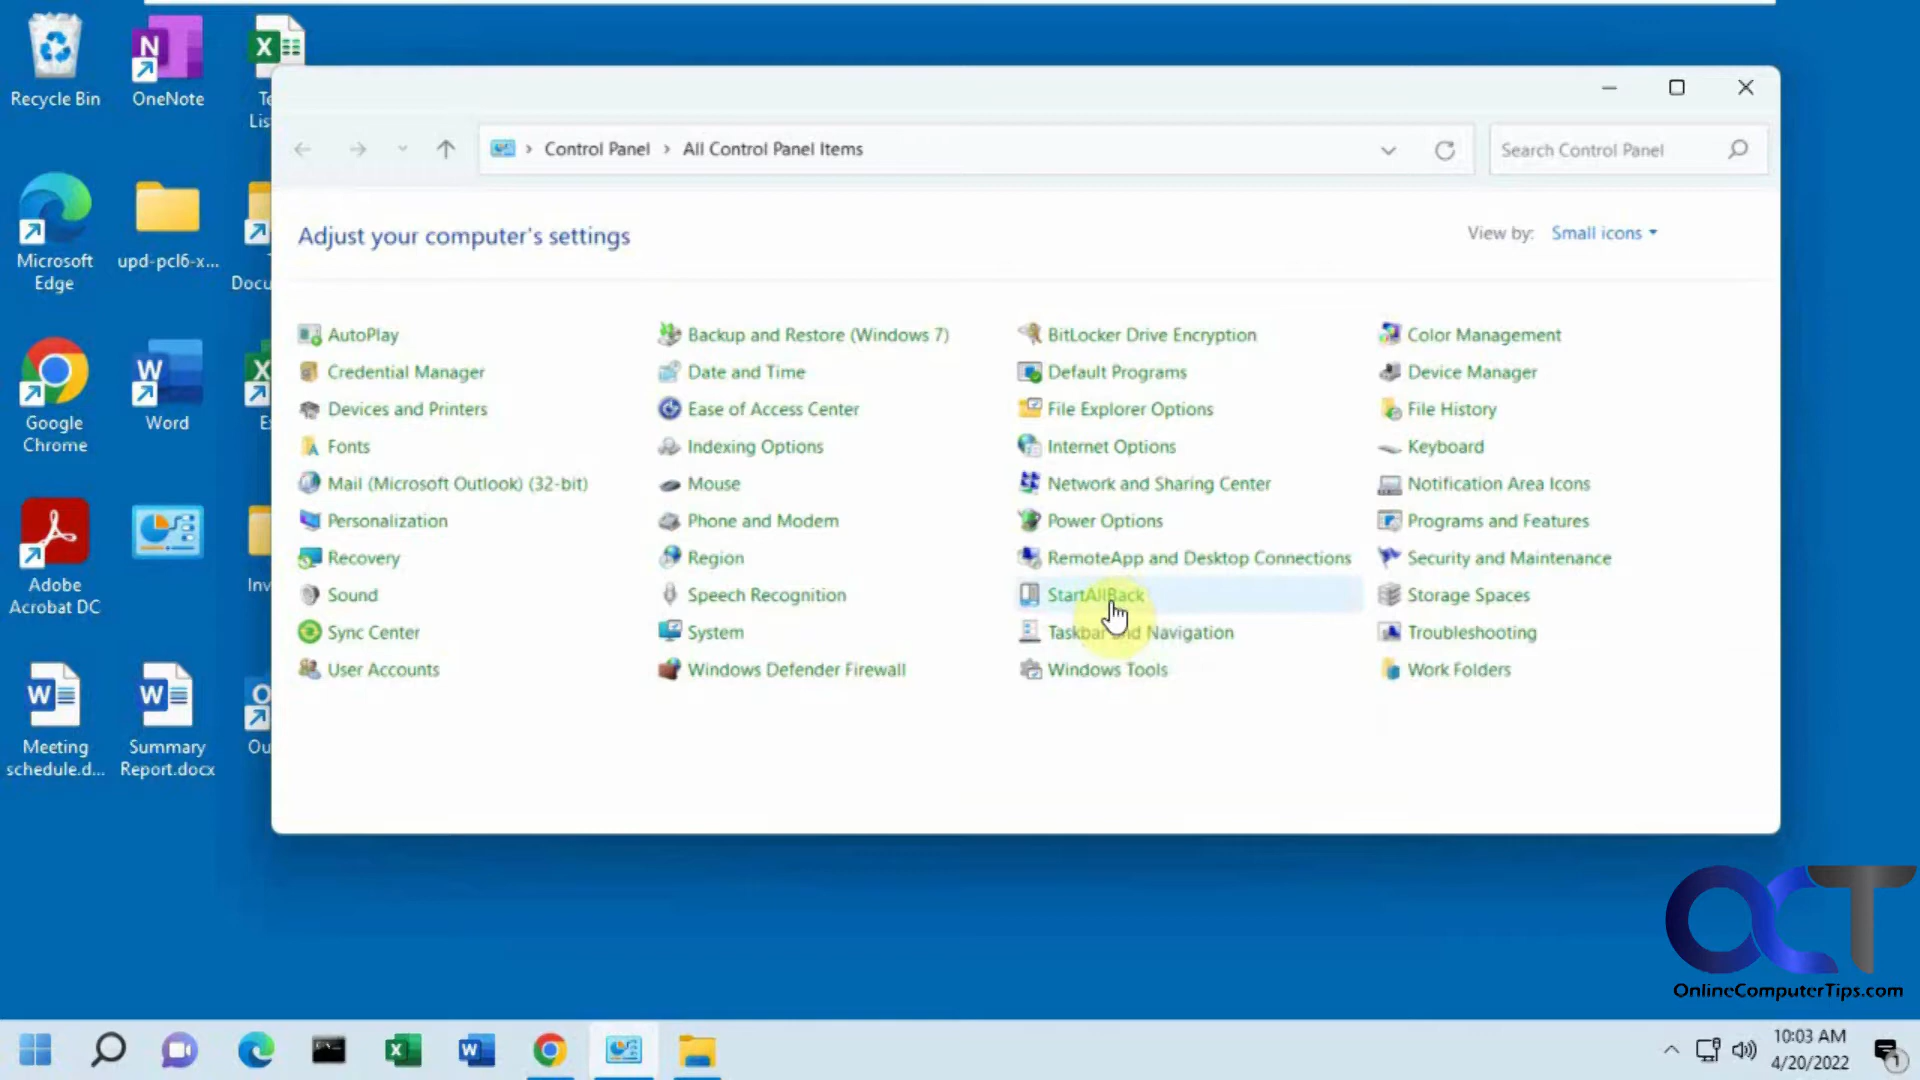 Recycle Bin
OneNote
Control Panel
All Control Panel Items
Search Control Panel
Adjust your computer's settings
View by:
Small icons
Microsoft
Edge
upd-pcl6-x...
Google
Chrome
Word
Adobe
Acrobat DC
Meeting
schedule.d...
Summary
Report.docx
AutoPlay
Backup and Restore (Windows 7)
BitLocker Drive Encryption
Color Management
Credential Manager
Date and Time
Default Programs
Device Manager
Devices and Printers
Ease of Access Center
File Explorer Options
File History
Fonts
Indexing Options
Internet Options
Keyboard
Mail (Microsoft Outlook) (32-bit)
Mouse
Network and Sharing Center
Notification Area Icons
Personalization
Phone and Modem
Power Options
Programs and Features
Recovery
Region
RemoteApp and Desktop Connections
Security and Maintenance
Sound
Speech Recognition
StartAllBack
Storage Spaces
Sync Center
System
Taskbar and Navigation
Troubleshooting
User Accounts
Windows Defender Firewall
Windows Tools
Work Folders
OCT
OnlineComputerTips.com
10:03 AM
4/20/2022
1